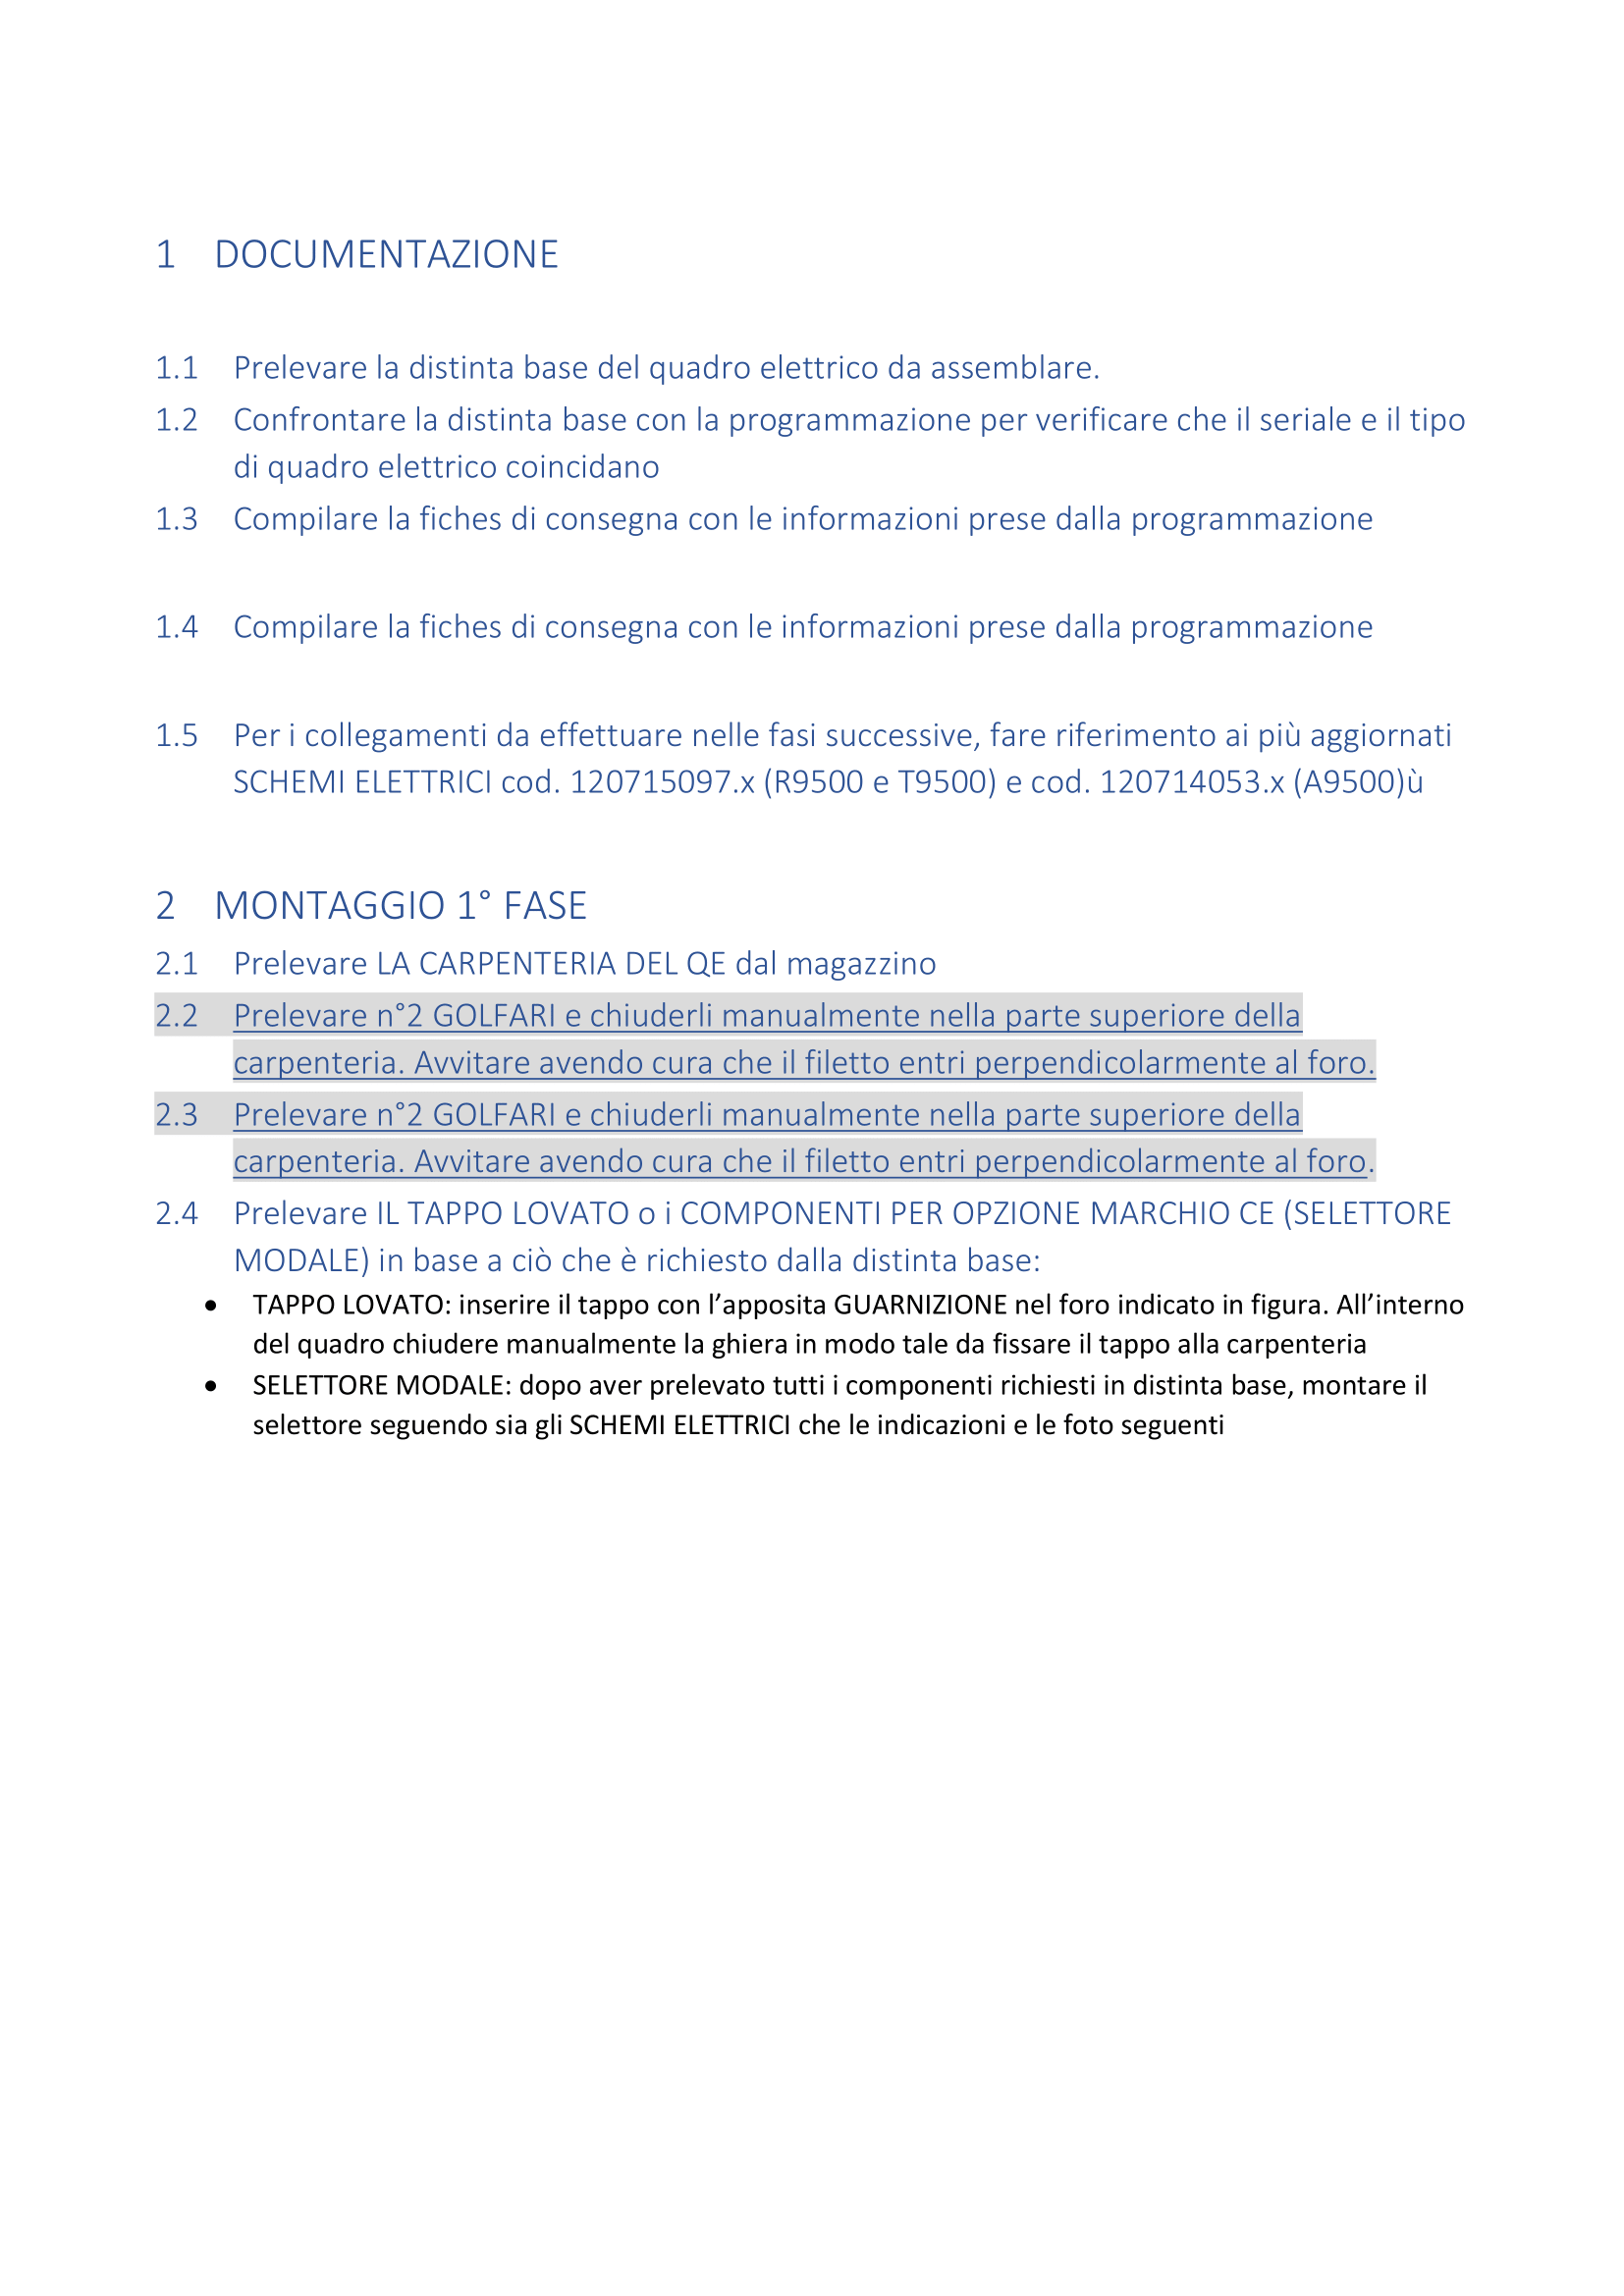 1 DOCUMENTAZIONE
1.1 Prelevare la distinta base del quadro elettrico da assemblare.
1.2 Confrontare la distinta base con la programmazione per verificare che il seriale e il tipo
di quadro elettrico coincidano
1.3 Compilare la fiches di consegna con le informazioni prese dalla programmazione
1.4 Compilare la fiches di consegna con le informazioni prese dalla programmazione
1.5 Per i collegamenti da effettuare nelle fasi successive, fare riferimento ai più aggiornati
SCHEMI ELETTRICI cod. 120715097.x (R9500 e T9500) e cod. 120714053.x (A9500)ù
2 MONTAGGIO 1° FASE
2.1 Prelevare LA CARPENTERIA DEL QE dal magazzino
2.2 Prelevare n°2 GOLFARI e chiuderli manualmente nella parte superiore della
carpenteria. Avvitare avendo cura che il filetto entri perpendicolarmente al foro.
2.3 Prelevare n°2 GOLFARI e chiuderli manualmente nella parte superiore della
carpenteria. Avvitare avendo cura che il filetto entri perpendicolarmente al foro.
2.4 Prelevare IL TAPPO LOVATO o i COMPONENTI PER OPZIONE MARCHIO CE (SELETTORE
MODALE) in base a ciò che è richiesto dalla distinta base:
• TAPPO LOVATO: inserire il tappo con l’apposita GUARNIZIONE nel foro indicato in figura. All’interno
del quadro chiudere manualmente la ghiera in modo tale da fissare il tappo alla carpenteria
• SELETTORE MODALE: dopo aver prelevato tutti i componenti richiesti in distinta base, montare il
selettore seguendo sia gli SCHEMI ELETTRICI che le indicazioni e le foto seguenti